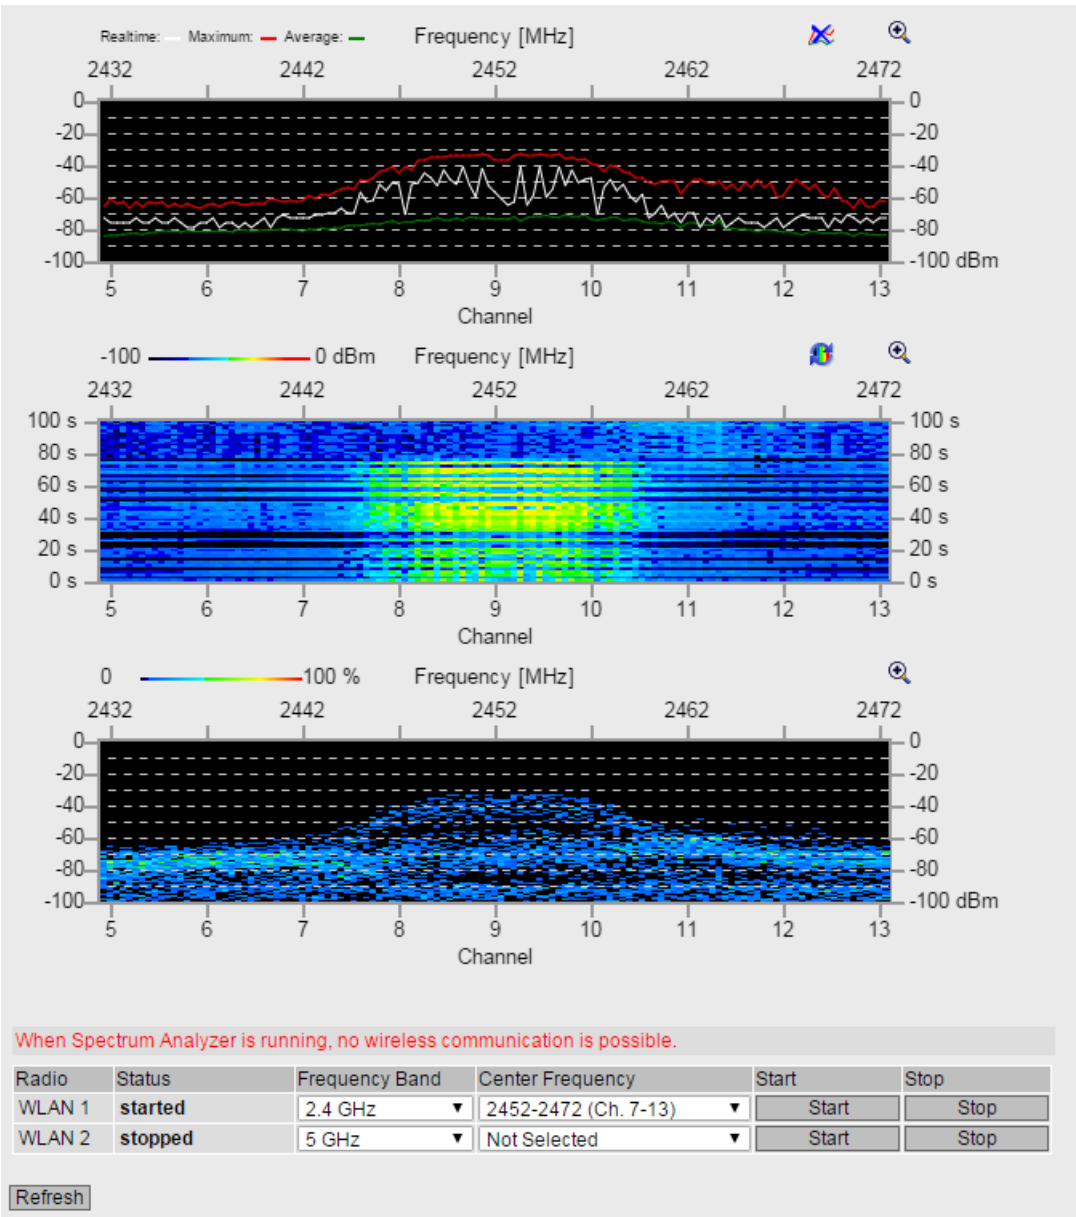 Realtime: Maximum: Average: Frequency [MHz]
2432 2442 2452 2462 2472
0 0
-20 -20
-40 -40
-60 -60
-80 -80
-100 -100 dBm
5 6 7 8 9 10 11 12 13
Channel
-100 0 dBm Frequency [MHz]
2432 2442 2452 2462 2472
100 s 100 s
80 s 80 s
60 s 60 s
40 s 40 s
20 s 20 s
0 s 0 s
5 6 7 8 9 10 11 12 13
Channel
0 100 % Frequency [MHz]
2432 2442 2452 2462 2472
0 0
-20 -20
-40 -40
-60 -60
-80 -80
-100 -100 dBm
5 6 7 8 9 10 11 12 13
Channel
When Spectrum Analyzer is running, no wireless communication is possible.
Radio Status Frequency Band Center Frequency Start Stop
WLAN 1 started 2.4 GHz 2452-2472 (Ch. 7-13) Start Stop
WLAN 2 stopped 5 GHz Not Selected Start Stop
Refresh